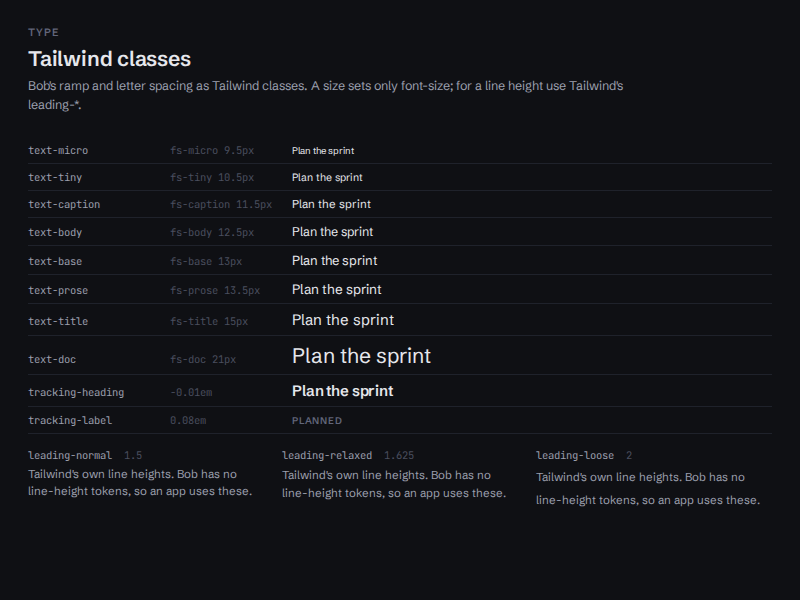 TYPE
Tailwind classes
Bob's ramp and letter spacing as Tailwind classes. A size sets only font-size; for a line height use Tailwind's
leading-*.
text-micro fs-micro 9.5px Plan the sprint
text-tiny fs-tiny 10.5px Plan the sprint
text-caption fs-caption 11.5px Plan the sprint
text-body fs-body 12.5px Plan the sprint
text-base fs-base 13px Plan the sprint
text-prose fs-prose 13.5px Plan the sprint
text-title fs-title 15px Plan the sprint
text-doc fs-doc 21px Plan the sprint
tracking-heading -0.01em Plan the sprint
tracking-label 0.08em PLANNED
leading-normal 1.5
Tailwind's own line heights. Bob has no
line-height tokens, so an app uses these.
leading-relaxed 1.625
Tailwind's own line heights. Bob has no
line-height tokens, so an app uses these.
leading-loose 2
Tailwind's own line heights. Bob has no
line-height tokens, so an app uses these.